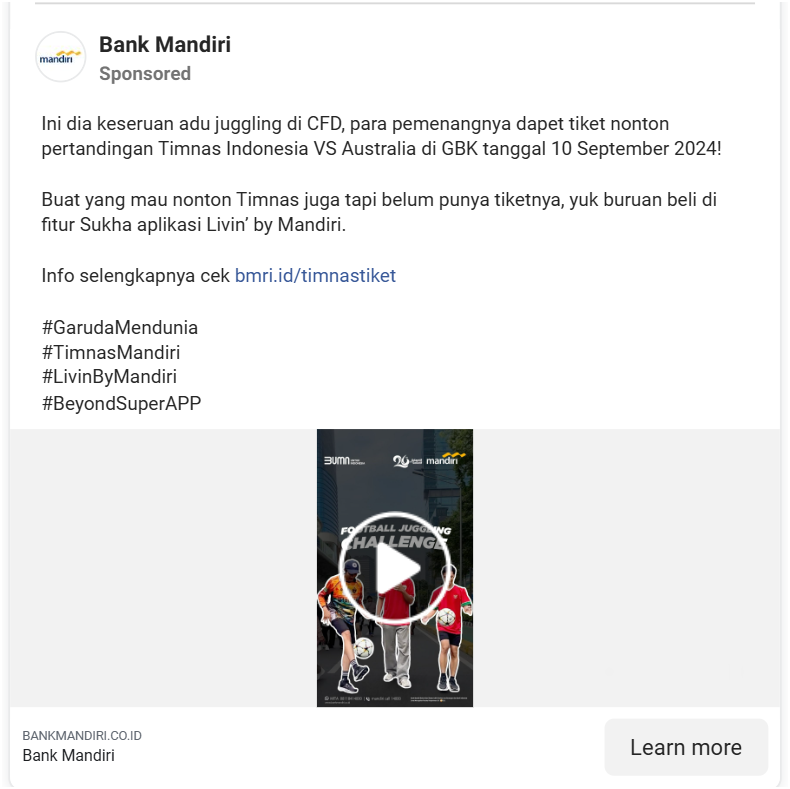 mandiri
Bank Mandiri
Sponsored
Ini dia keseruan adu juggling di CFD, para pemenangnya dapet tiket nonton
pertandingan Timnas Indonesia VS Australia di GBK tanggal 10 September 2024!
Buat yang mau nonton Timnas juga tapi belum punya tiketnya, yuk buruan beli di
fitur Sukha aplikasi Livin’ by Mandiri.
Info selengkapnya cek bmri.id/timnastiket
#GarudaMendunia
#TimnasMandiri
#LivinByMandiri
#BeyondSuperAPP
BUMN mandiri
FOOTBALL JUGGLING
CHALLENGE
BANKMANDIRI.CO.ID
Bank Mandiri
Learn more